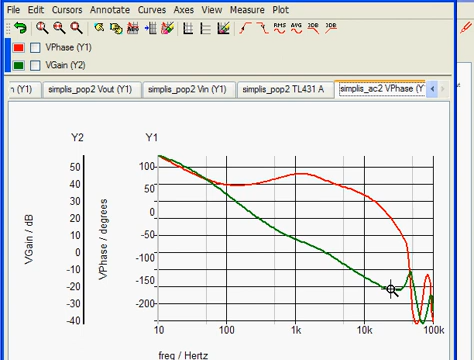 File Edit Cursors Annotate Curves Axes View Measure Plot
RMS AVG 3DB 3DB
VPhase (Y1)
VGain (Y2)
n (Y1) simplis_pop2 Vout (Y1) simplis_pop2 Vin (Y1) simplis_pop2 TL431 A simplis_ac2 VPhase (Y
Y2 Y1
VGain / dB
50
40
30
20
10
0
-10
-20
-30
-40
VPhase / degrees
100
50
0
-50
-100
-150
-200
10 100 1k 10k 100k
freq / Hertz